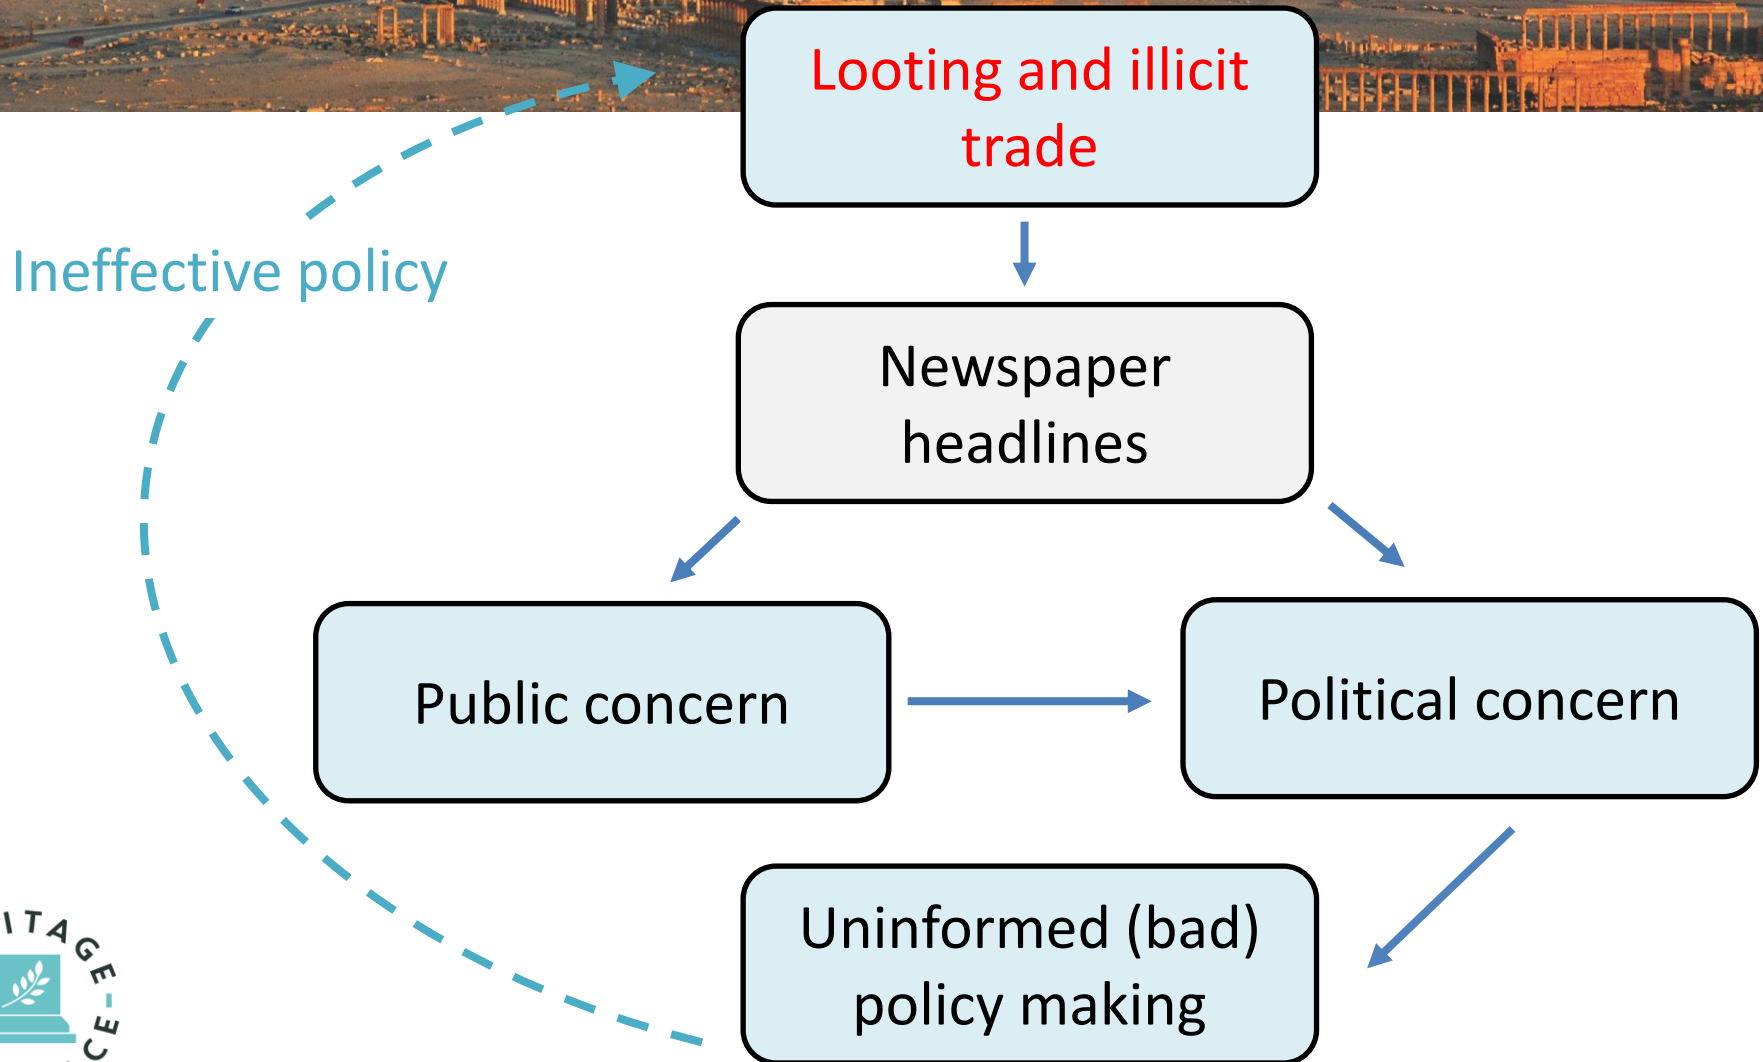 Looting and illicit
trade
Ineffective policy
Newspaper
headlines
Public concern
Political concern
Uninformed (bad)
policy making